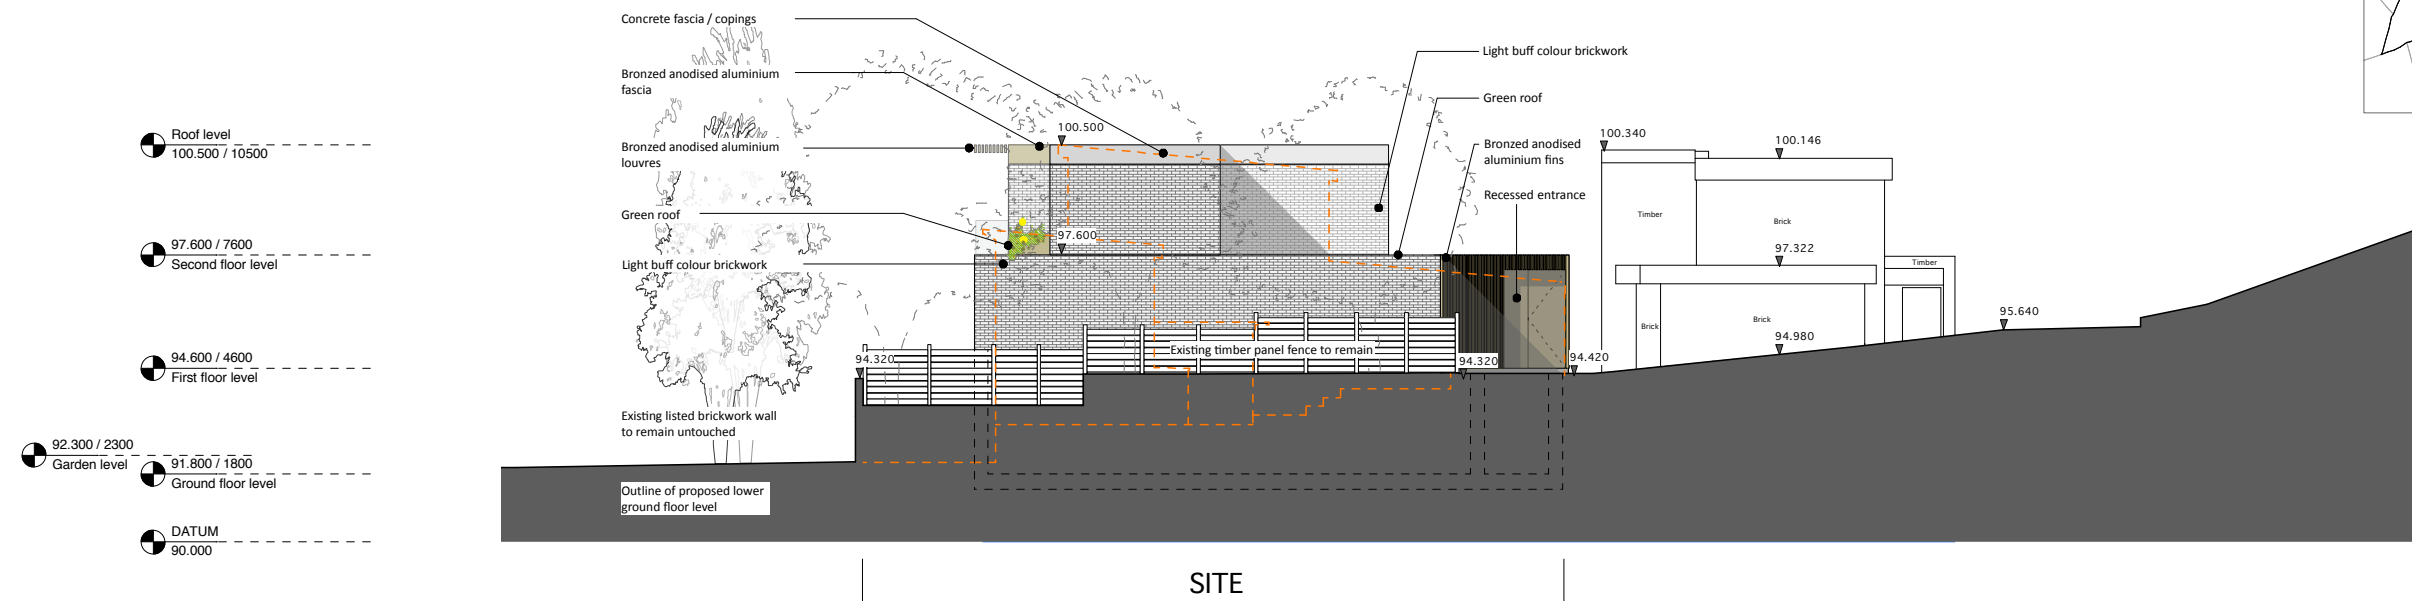 Concrete fascia / copings
Bronzed anodised aluminium
fascia
Bronzed anodised aluminium
louvres
Green roof
Light buff colour brickwork
Existing listed brickwork wall
to remain untouched
Outline of proposed lower
ground floor level
Roof level
100.500 / 10500
97.600 / 7600
Second floor level
94.600 / 4600
First floor level
92.300 / 2300
Garden level
91.800 / 1800
Ground floor level
DATUM
90.000
100.500
97.600
94.320
Existing timber panel fence to remain
94.320
94.420
Light buff colour brickwork
Green roof
Bronzed anodised
aluminium fins
Recessed entrance
100.340
100.146
Timber
Brick
97.322
Timber
Brick
Brick
94.980
95.640
SITE